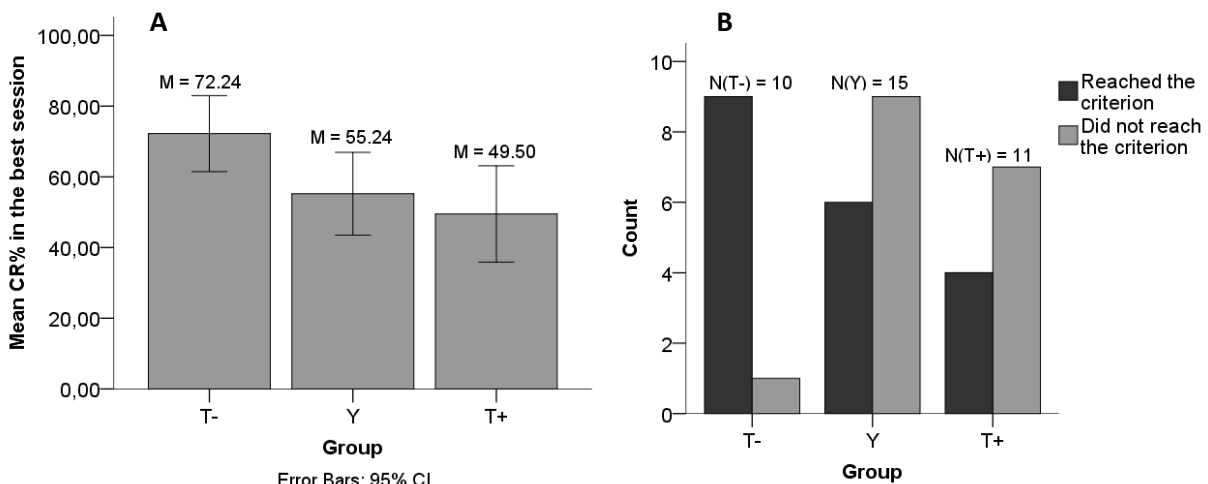 A
Mean CR% in the best session
100,00
80,00
60,00
40,00
20,00
0,00
M = 72.24
M = 55.24
M = 49.50
T-
Y
T+
Group
Error Bars: 95% CI
B
Count
10
8
6
4
2
0
N(T-) = 10
N(Y) = 15
N(T+) = 11
T-
Y
T+
Group
Reached the
criterion
Did not reach
the criterion